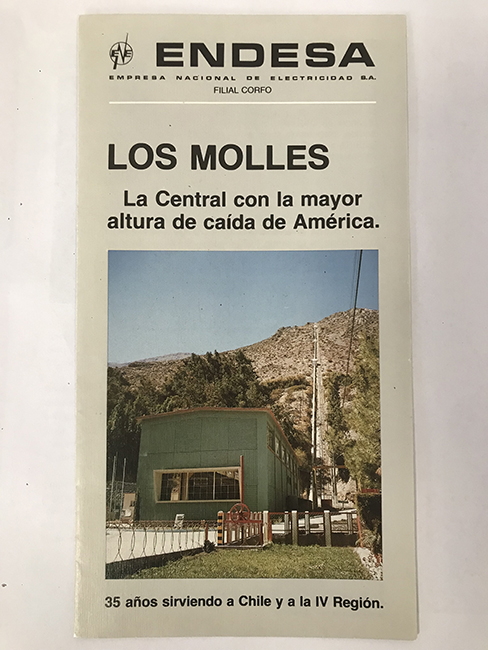 ENDESA
EMPRESA NACIONAL DE ELECTRICIDAD S.A.
FILIAL CORFO
LOS MOLLES
La Central con la mayor
altura de caída de América.
35 años sirviendo a Chile y a la IV Región.